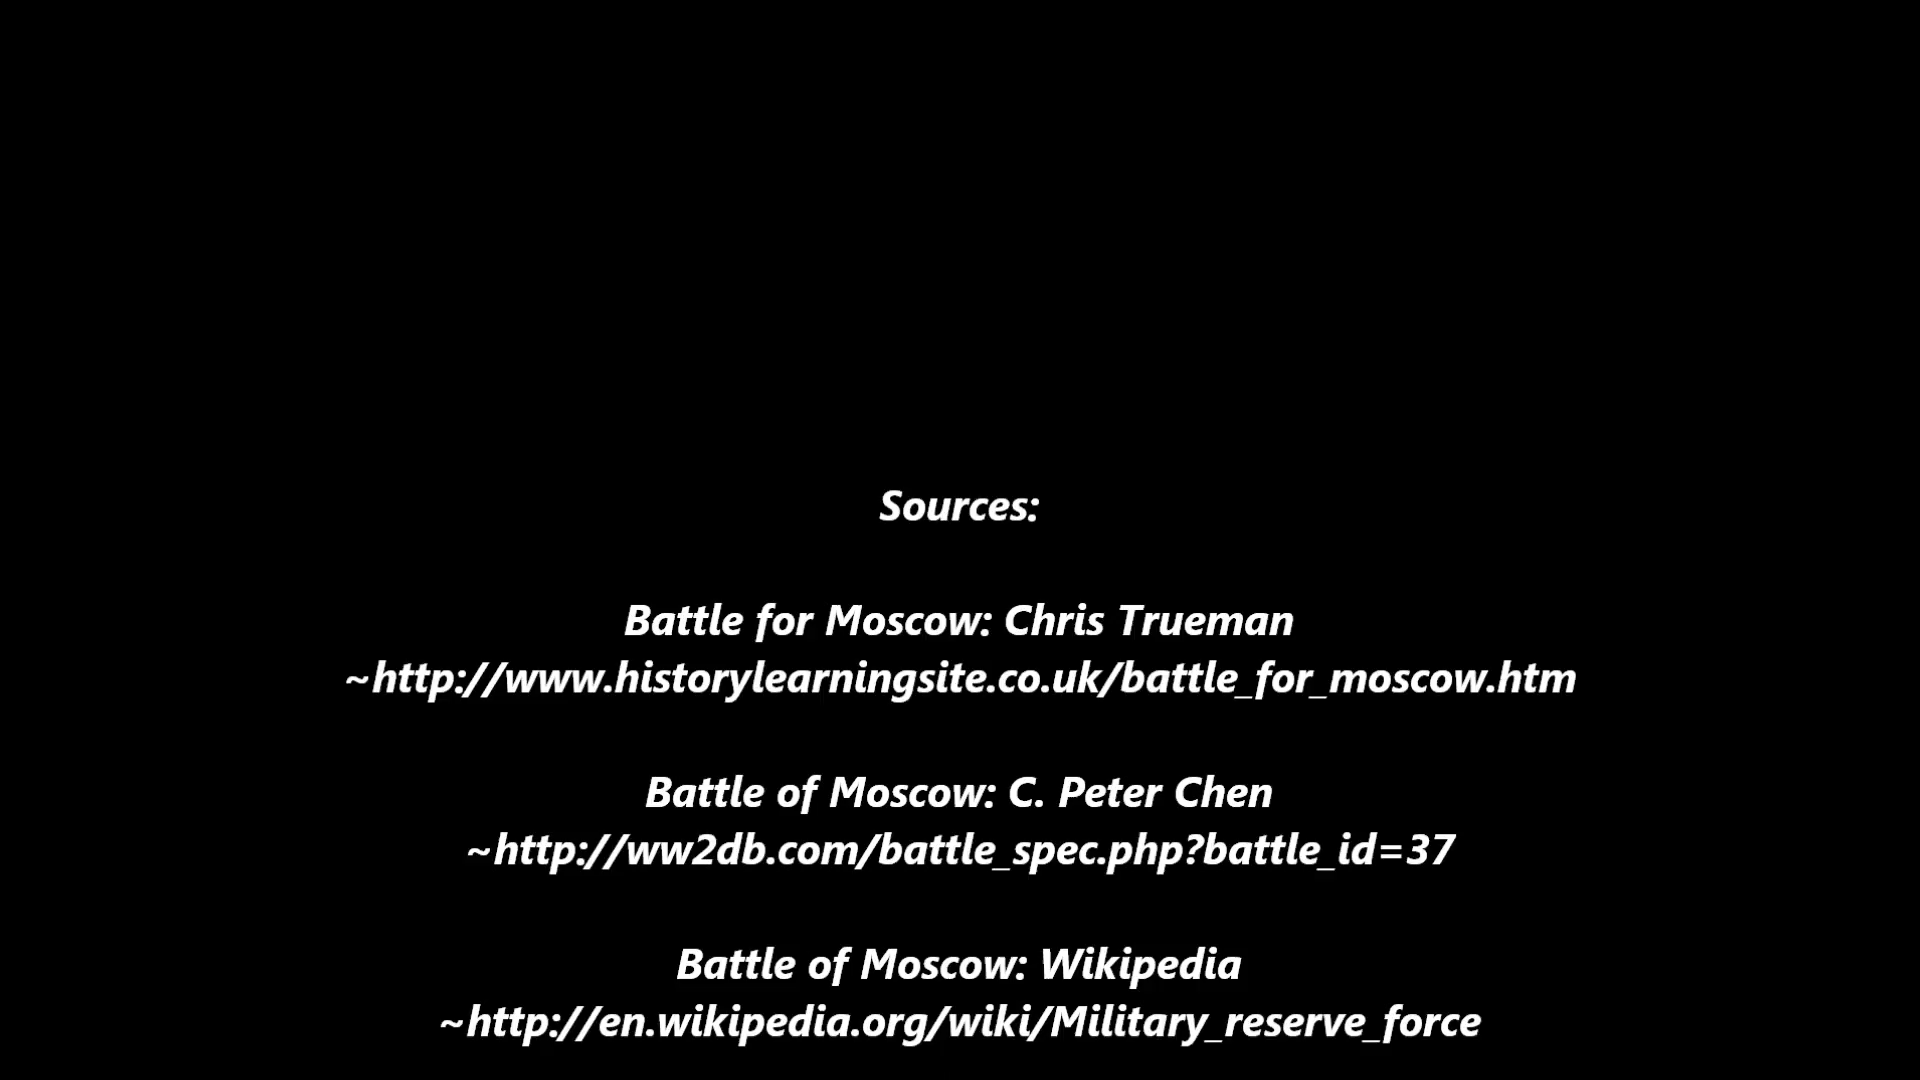 Sources:
Battle for Moscow: Chris Trueman
~http://www.historylearningsite.co.uk/battle_for_moscow.htm
Battle of Moscow: C. Peter Chen
~http://ww2db.com/battle_spec.php?battle_id=37
Battle of Moscow: Wikipedia
~http://en.wikipedia.org/wiki/Military_reserve_force